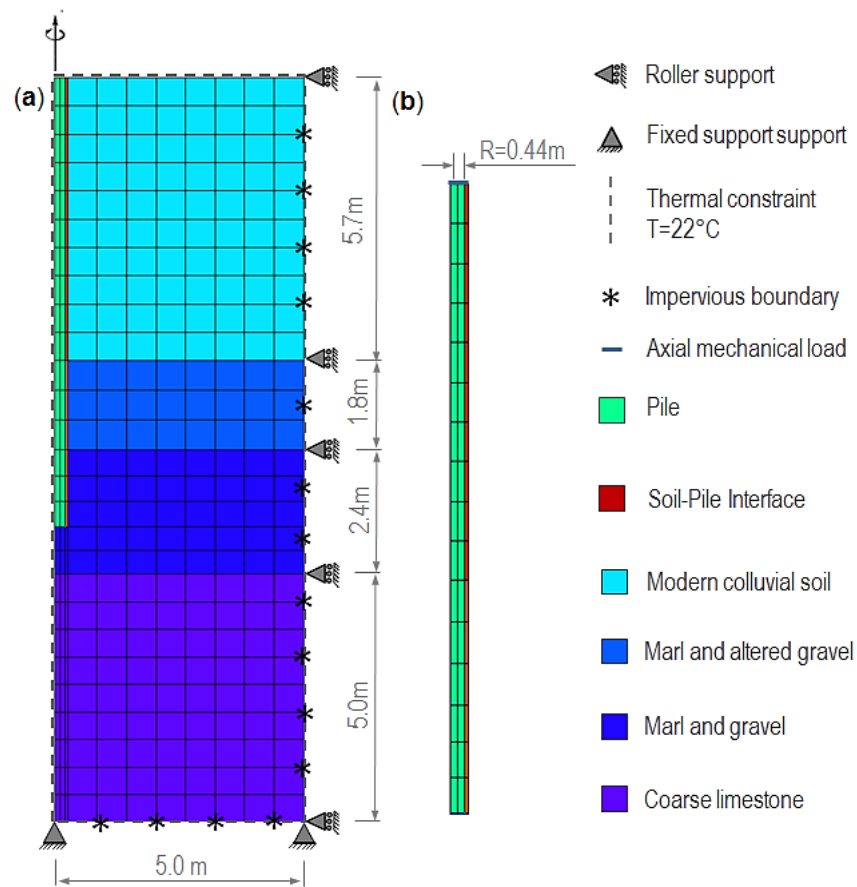 (a)
5.7m
1.8m
2.4m
5.0m
5.0 m
(b)
R=0.44m
Roller support
Fixed support support
Thermal constraint
T=22°C
Impervious boundary
Axial mechanical load
Pile
Soil-Pile Interface
Modern colluvial soil
Marl and altered gravel
Marl and gravel
Coarse limestone